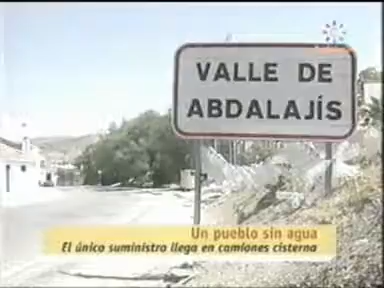 VALLE DE
ABDALAJÍS
Un pueblo sin agua
El único suministro llega en camiones cisterna